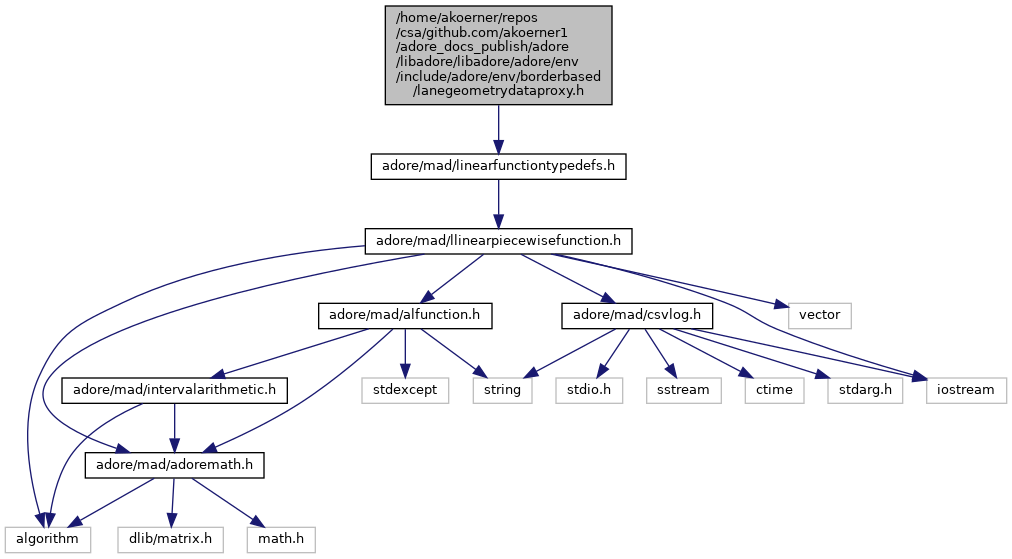 /home/akoerner/repos
/csa/github.com/akoerner1
/adore_docs_publish/adore
/libadore/libadore/adore/env
/include/adore/env/borderbased
/lanegeometrydataproxy.h
adore/mad/linearfunctiontypedefs.h
adore/mad/llinearpiecewisefunction.h
adore/mad/alfunction.h
adore/mad/csvlog.h
vector
adore/mad/intervalarithmetic.h
stdexcept
string
stdio.h
sstream
ctime
stdarg.h
iostream
adore/mad/adoremath.h
algorithm
dlib/matrix.h
math.h